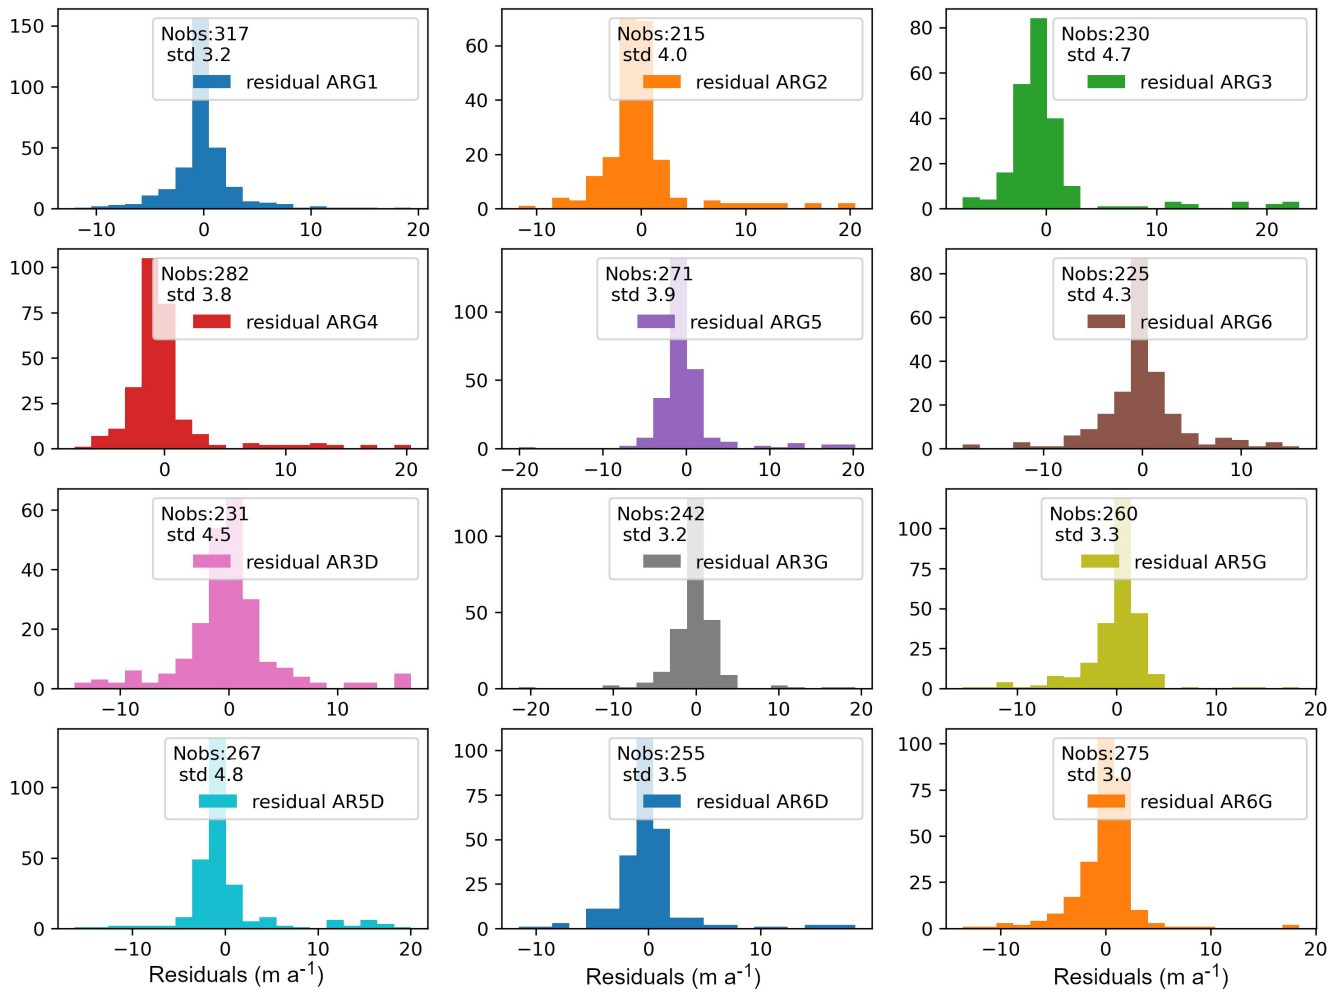 150
100
50
0
−10
0
10
20
Nobs:317
std 3.2
residual ARG1
60
40
20
0
−10
0
10
20
Nobs:215
std 4.0
residual ARG2
80
60
40
20
0
0
10
20
Nobs:230
std 4.7
residual ARG3
100
75
50
25
0
0
10
20
Nobs:282
std 3.8
residual ARG4
100
50
0
−20
−10
0
10
20
Nobs:271
std 3.9
residual ARG5
80
60
40
20
0
−10
0
10
Nobs:225
std 4.3
residual ARG6
60
40
20
0
−10
0
10
Nobs:231
std 4.5
residual AR3D
100
50
0
−20
−10
0
10
20
Nobs:242
std 3.2
residual AR3G
100
75
50
25
0
−10
0
10
20
Nobs:260
std 3.3
residual AR5G
100
50
0
−10
0
10
20
Nobs:267
std 4.8
residual AR5D
Residuals (m a⁻¹)
100
75
50
25
0
−10
0
10
Nobs:255
std 3.5
residual AR6D
Residuals (m a⁻¹)
100
75
50
25
0
−10
0
10
20
Nobs:275
std 3.0
residual AR6G
Residuals (m a⁻¹)